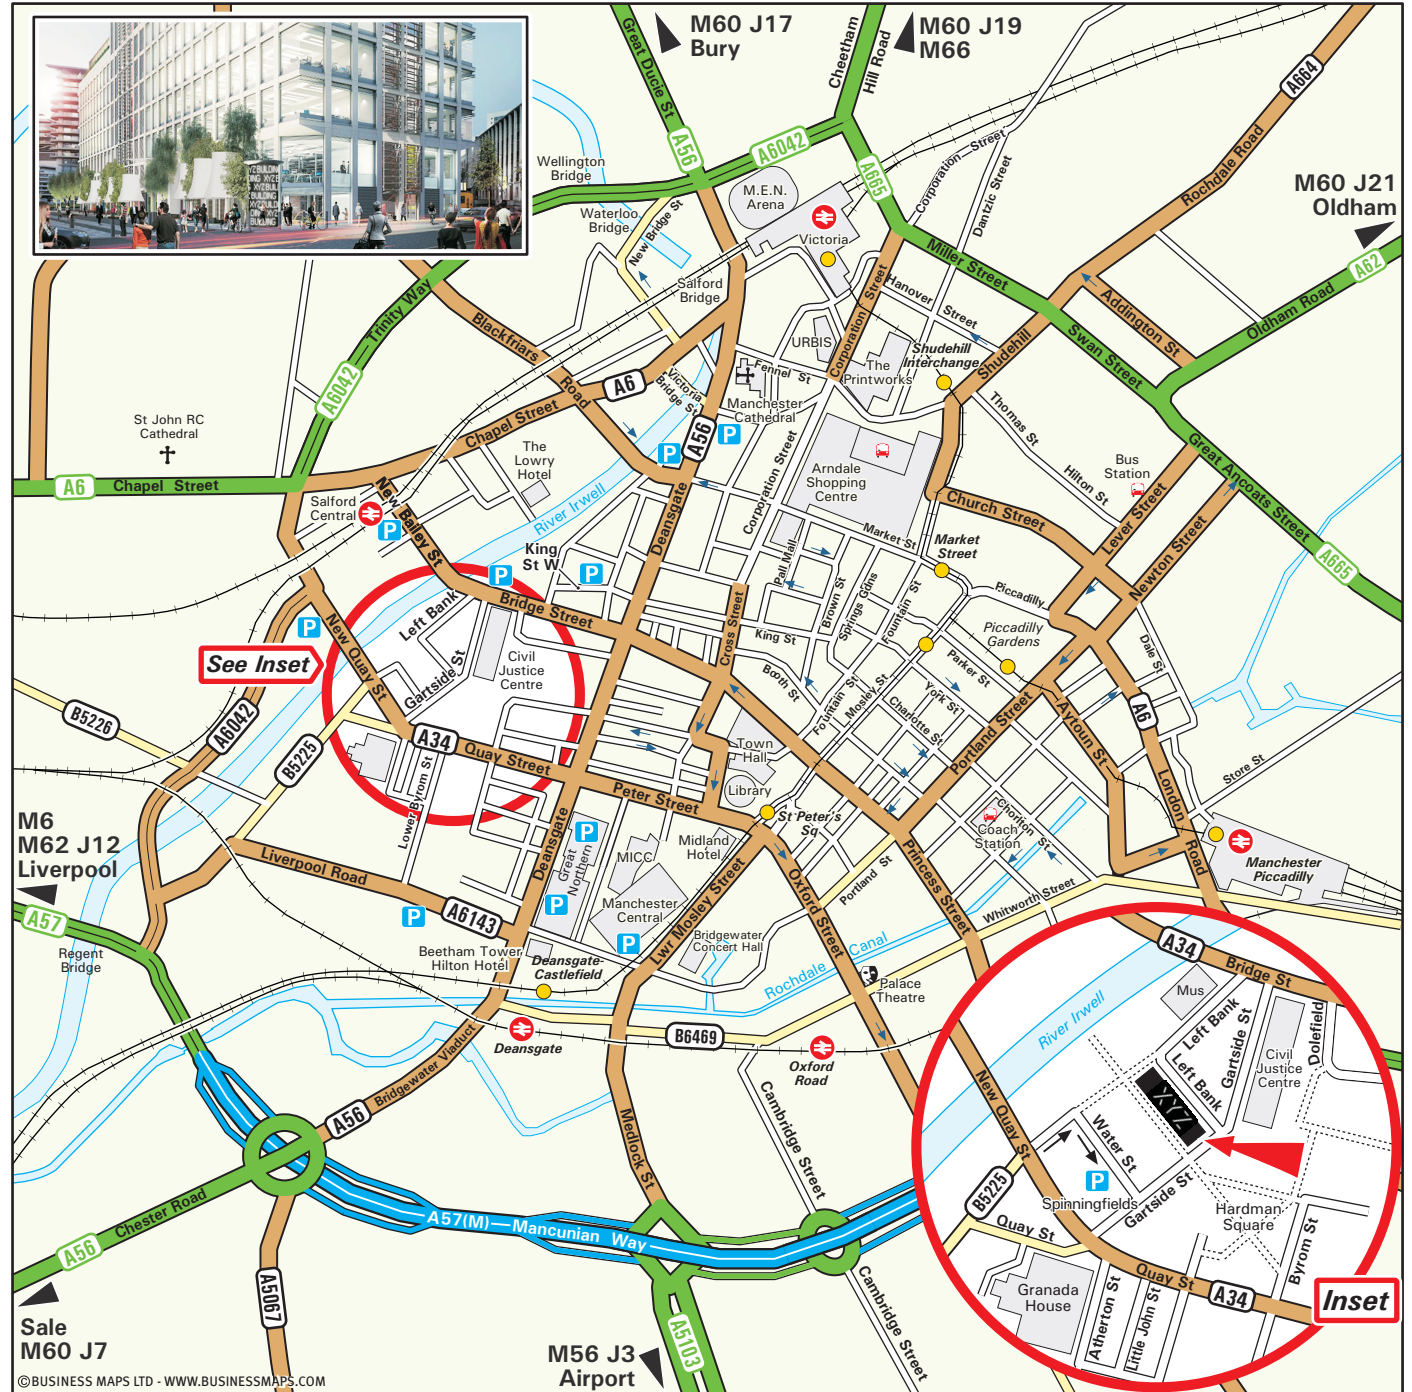 M60 J17
Bury
M60 J19
M66
Great Ducie St
Cheetham
Hill Road
A56
A6042
A665
A664
Corporation Street
Dantzic Street
Rochdale Road
M60 J21
Oldham
A62
Wellington
Bridge
M.E.N.
Arena
Waterloo
Bridge
New Bridge St
Victoria
Miller Street
Oldham Road
Trinity Way
A6042
Salford
Bridge
Hanover Street
Addington St
Corporation Street
Swan Street
Blackfriars
Road
URBIS
The
Printworks
Shudehill
Interchange
Shudehill
Fennel St
A6
Victoria
Bridge St
Manchester
Cathedral
Thomas St
St John RC
Cathedral
Chapel Street
The
Lowry
Hotel
A56
P
P
Corporation Street
Arndale
Shopping
Centre
Hilton St
Bus
Station
Great Ancoats Street
A6
Chapel Street
Salford
Central
New Bailey St
P
River Irwell
Deansgate
Church Street
Lever Street
Newton Street
Market St
Market
Street
A665
King
St W
P
P
Pall Mall
Brown St
Springs Gdns
Fountain St
Piccadilly
Left Bank
Bridge Street
Cross Street
King St
Piccadilly
Gardens
Dale St
P
See Inset
New Quay St
Gartside St
Civil
Justice
Centre
Booth St
Fountain St
Mosley St
Parker St
York St
Charlotte St
Portland Street
Aytoun St
A6
B5226
A6042
B5225
A34
Quay Street
Town
Hall
Library
London
Road
Store St
Lower Byrom St
Peter Street
St Peter's
Sq
Chorlton St
Coach
Station
M6
M62 J12
Liverpool
Liverpool Road
Deansgate
P
Great
Northern
MICC
Midland
Hotel
Manchester
Piccadilly
Princess Street
Portland St
Oxford Street
A57
A6143
P
P
Manchester
Central
P
Lwr Mosley Street
Whitworth Street
Regent
Bridge
Beetham Tower
Hilton Hotel
Deansgate-
Castlefield
Bridgewater
Concert Hall
Rochdale Canal
Palace
Theatre
A34
Bridge St
Mus
River Irwell
Left Bank
Gartside St
Dolefield
Deansgate
B6469
Oxford
Road
Left Bank
Civil
Justice
Centre
XYZ
New Quay St
Water St
A56
Bridgewater Viaduct
Medlock St
Cambridge Street
P
B5225
Spinningfields
Gartside St
Hardman
Square
Chester Road
A57(M)—Mancunian Way
Quay St
Byrom St
A56
A5067
Cambridge Street
Quay St
A34
Inset
Granada
House
Atherton St
Little John St
Sale
M60 J7
A5103
M56 J3
Airport
©BUSINESS MAPS LTD - WWW.BUSINESSMAPS.COM